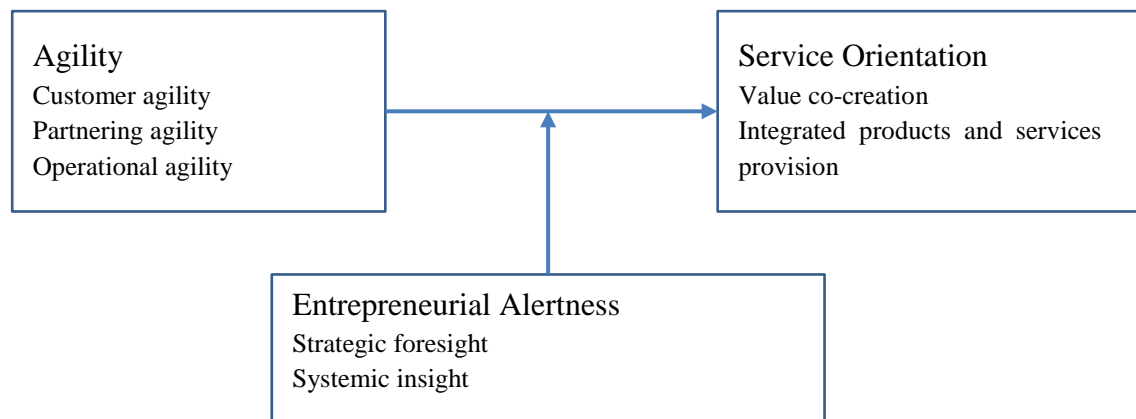 Agility
Customer agility
Partnering agility
Operational agility
Service Orientation
Value co-creation
Integrated products and services
provision
Entrepreneurial Alertness
Strategic foresight
Systemic insight